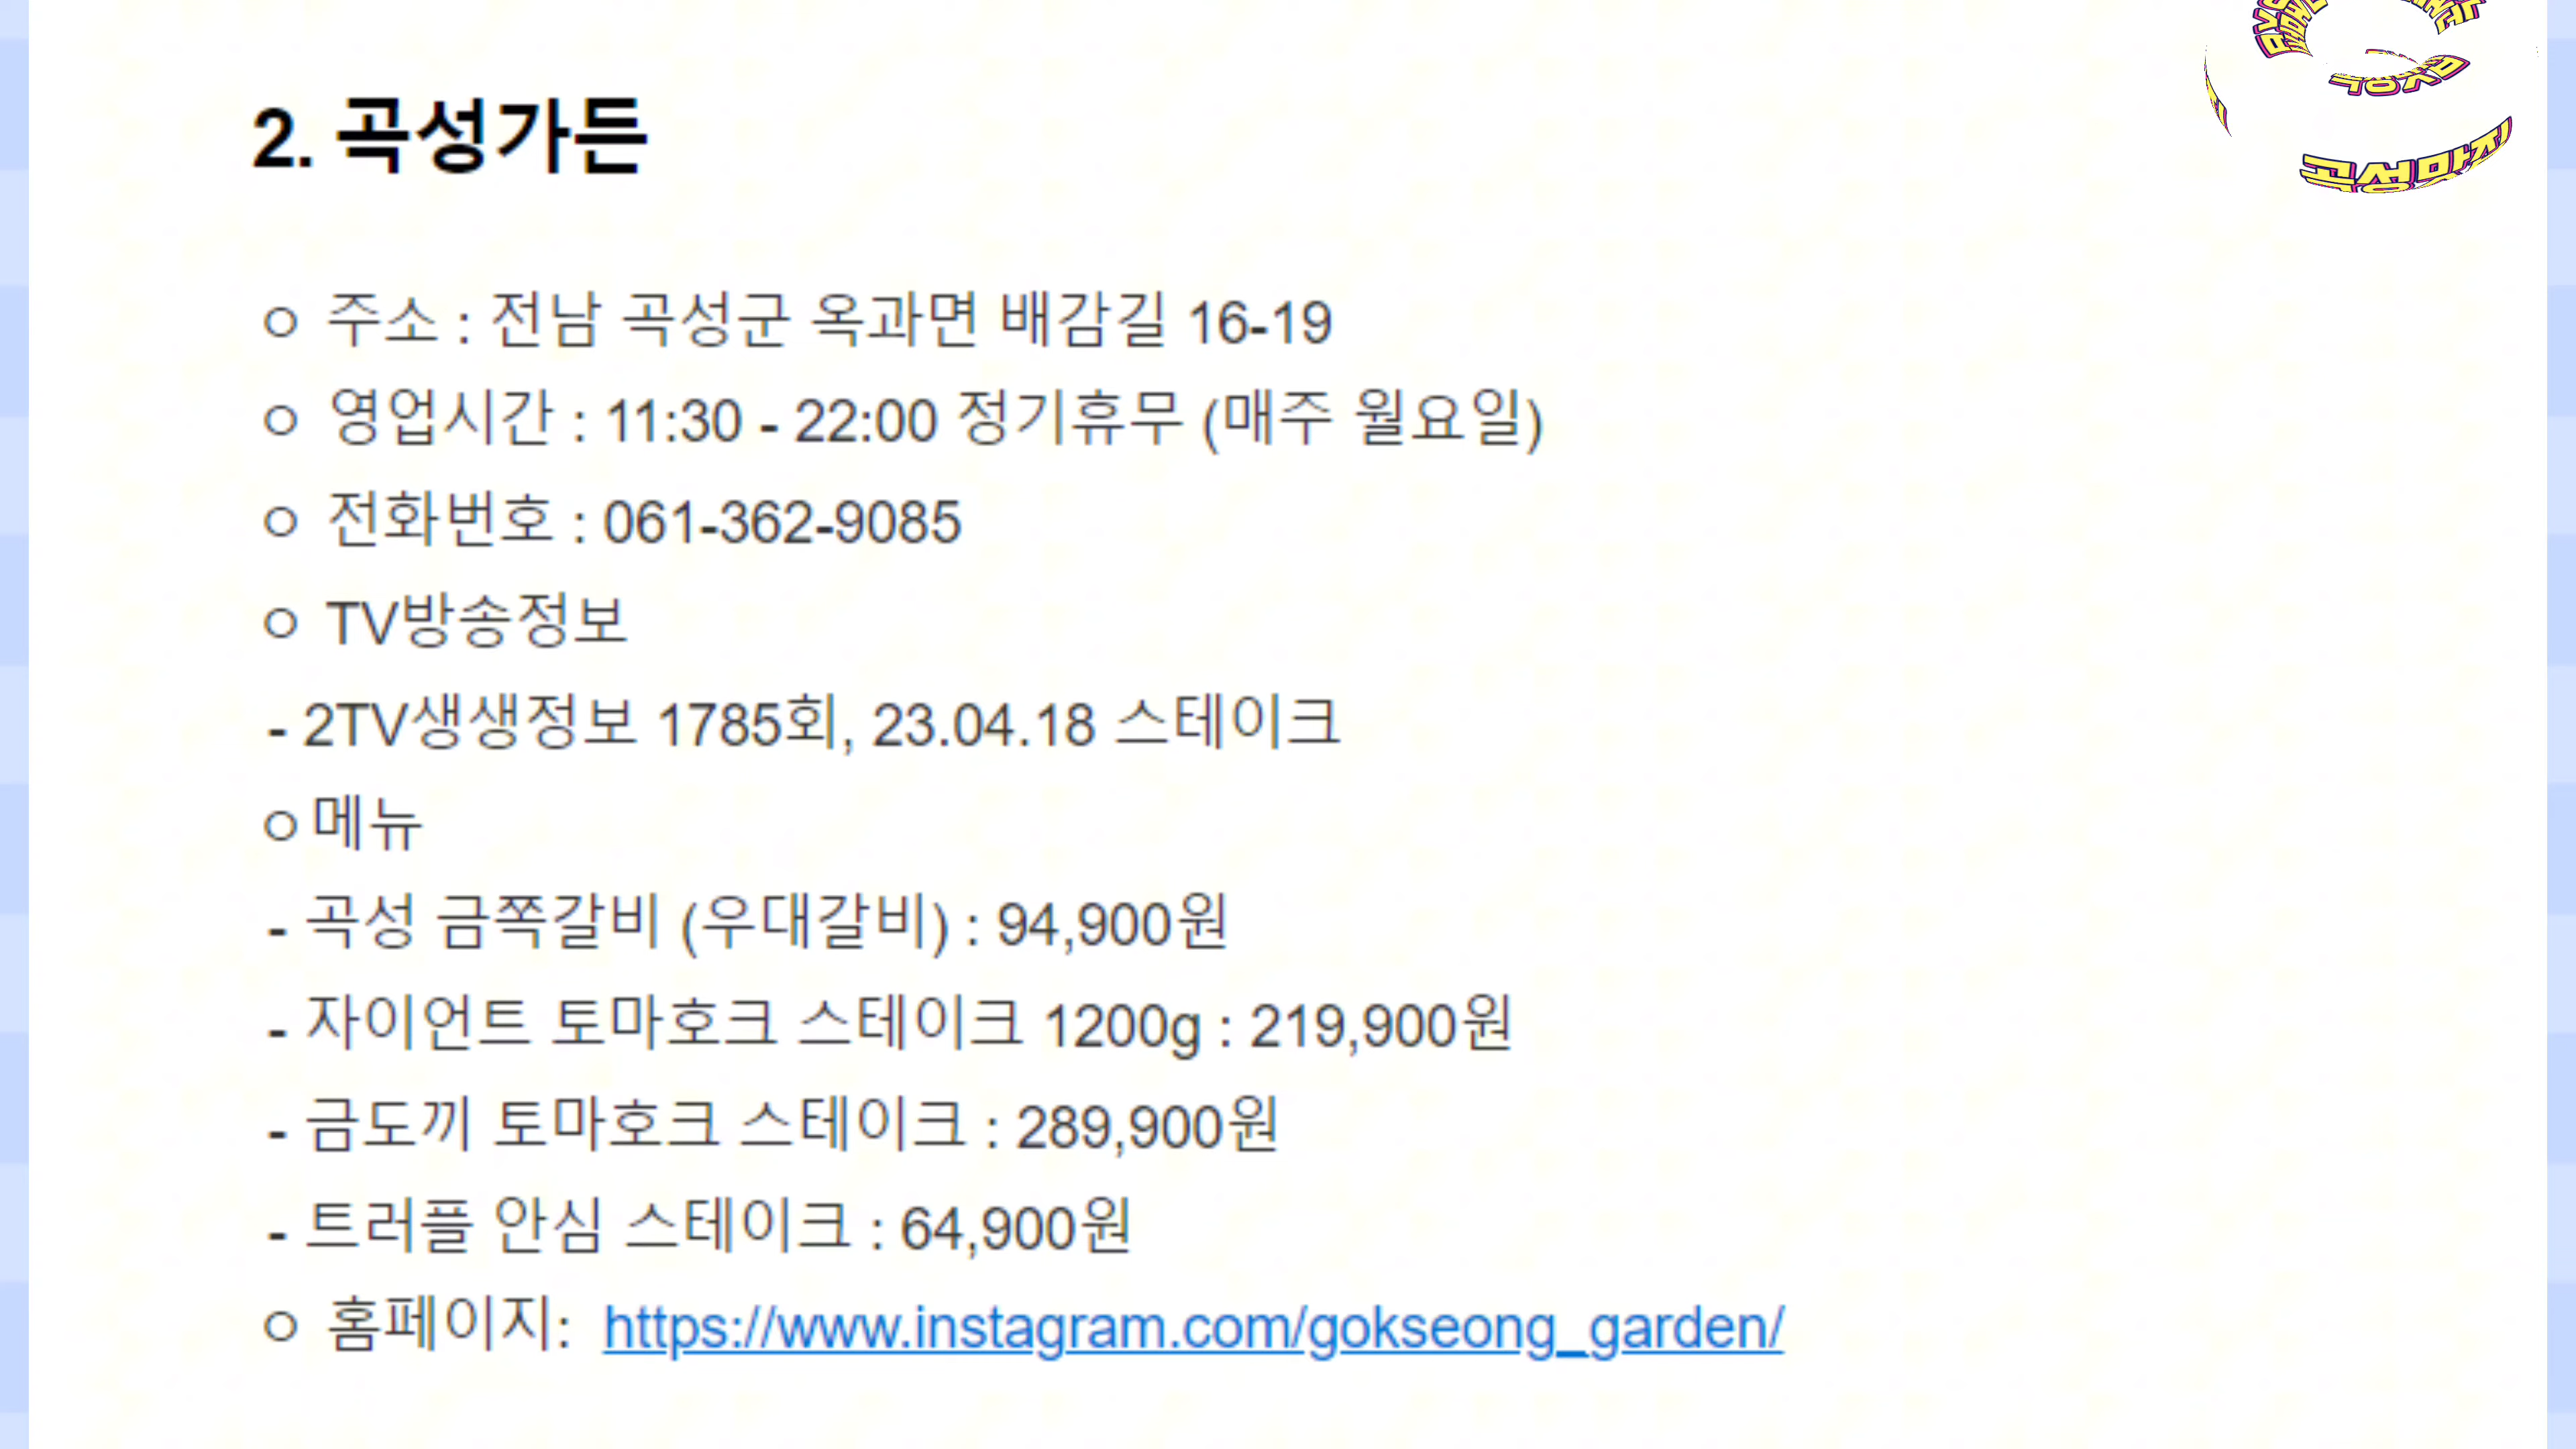 곡성맛집
2. 곡성가든
○ 주소 : 전남 곡성군 옥과면 배감길 16-19
○ 영업시간 : 11:30 - 22:00 정기휴무 (매주 월요일)
○ 전화번호 : 061-362-9085
○ TV방송정보
- 2TV생생정보 1785회, 23.04.18 스테이크
○ 메뉴
- 곡성 금쪽갈비 (우대갈비) : 94,900원
- 자이언트 토마호크 스테이크 1200g : 219,900원
- 금도끼 토마호크 스테이크 : 289,900원
- 트러플 안심 스테이크 : 64,900원
○ 홈페이지: https://www.instagram.com/gokseong_garden/